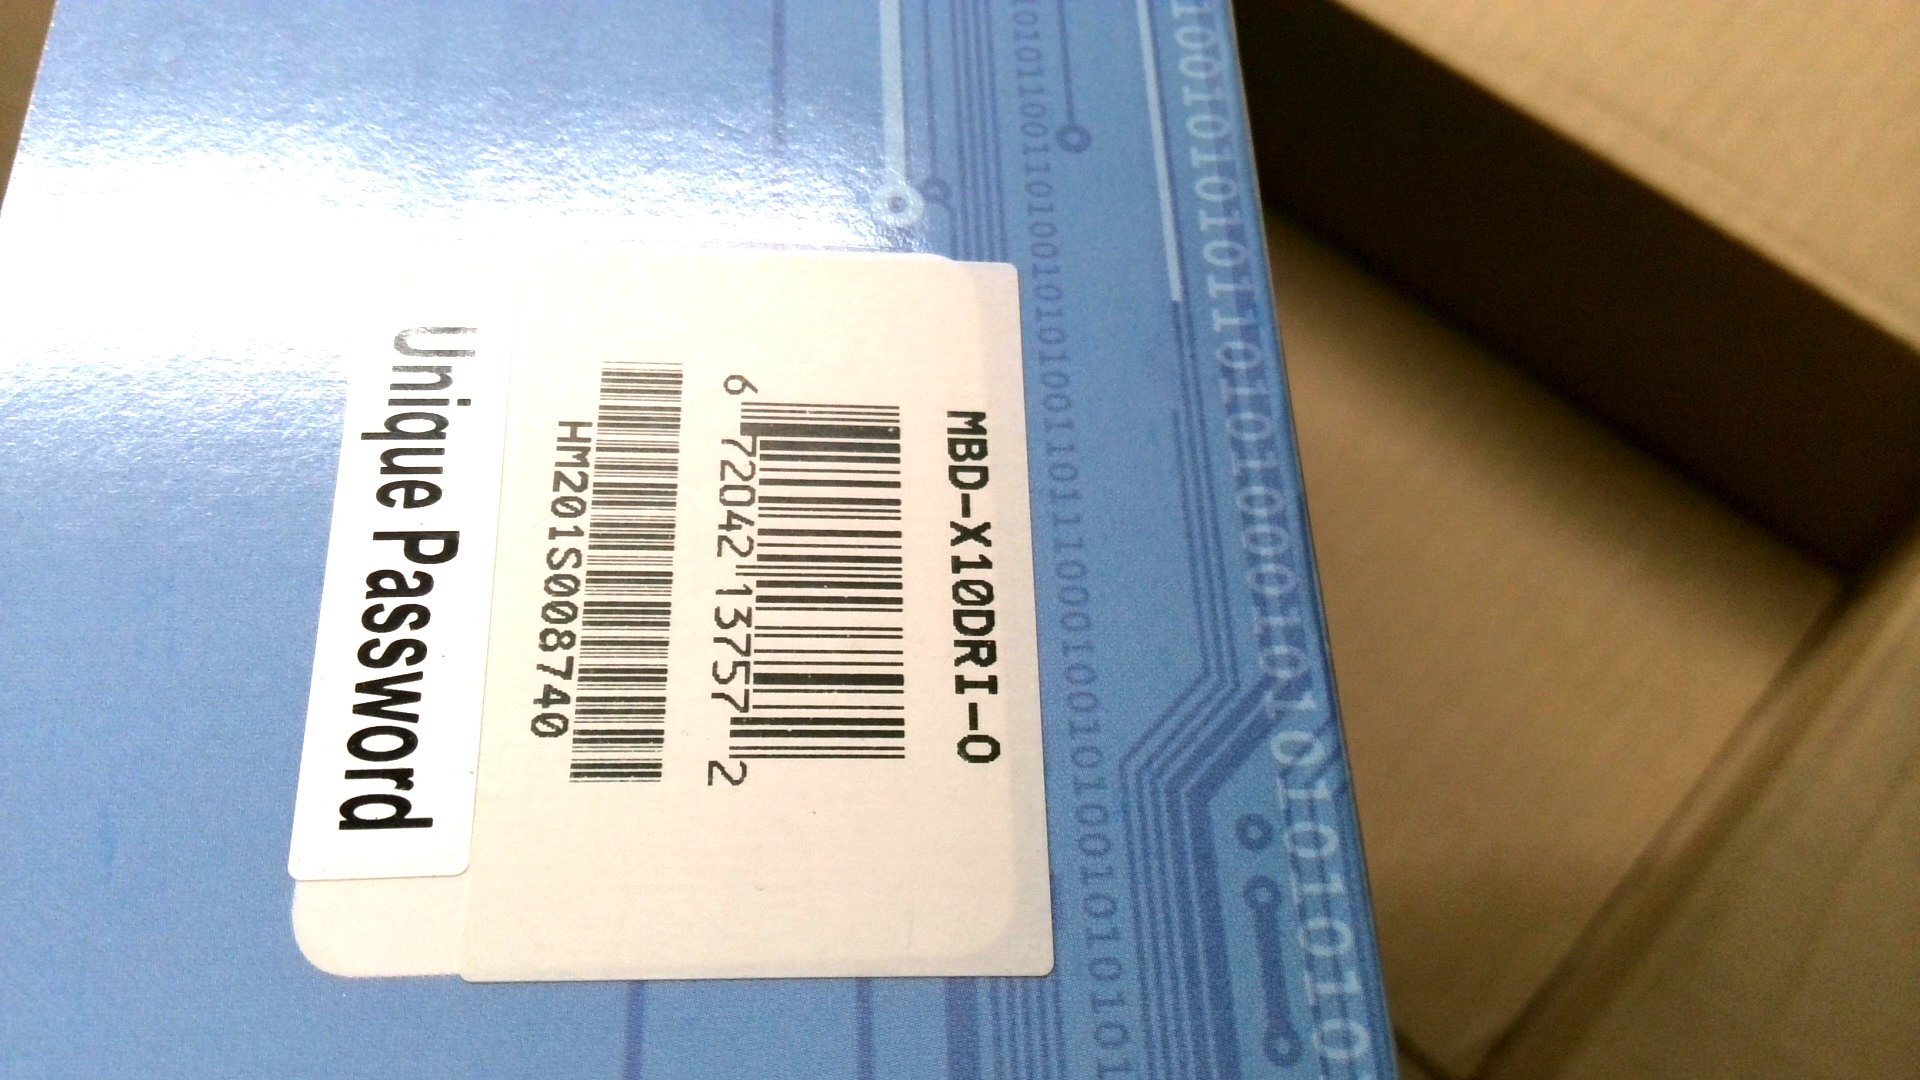 MBD-X10DRI-O
6 72042 13757 2
HM201S008740
Unique Password